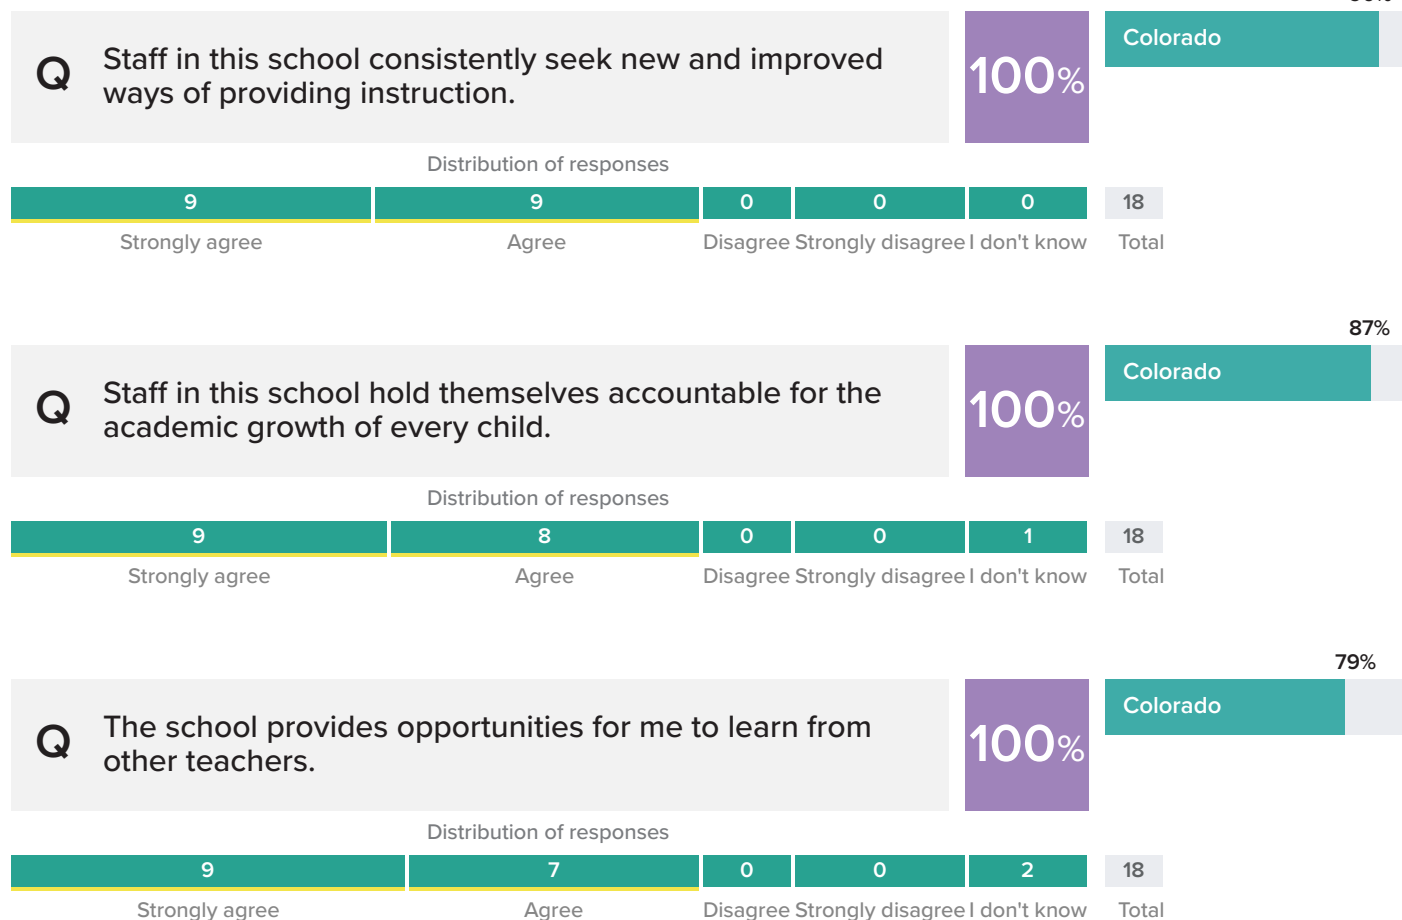 Q
Staff in this school consistently seek new and improved
ways of providing instruction.
100%
Colorado
Distribution of responses
9 9 0 0 0 18
Strongly agree Agree Disagree Strongly disagree I don't know Total
87%
Q
Staff in this school hold themselves accountable for the
academic growth of every child.
100%
Colorado
Distribution of responses
9 8 0 0 1 18
Strongly agree Agree Disagree Strongly disagree I don't know Total
79%
Q
The school provides opportunities for me to learn from
other teachers.
100%
Colorado
Distribution of responses
9 7 0 0 2 18
Strongly agree Agree Disagree Strongly disagree I don't know Total